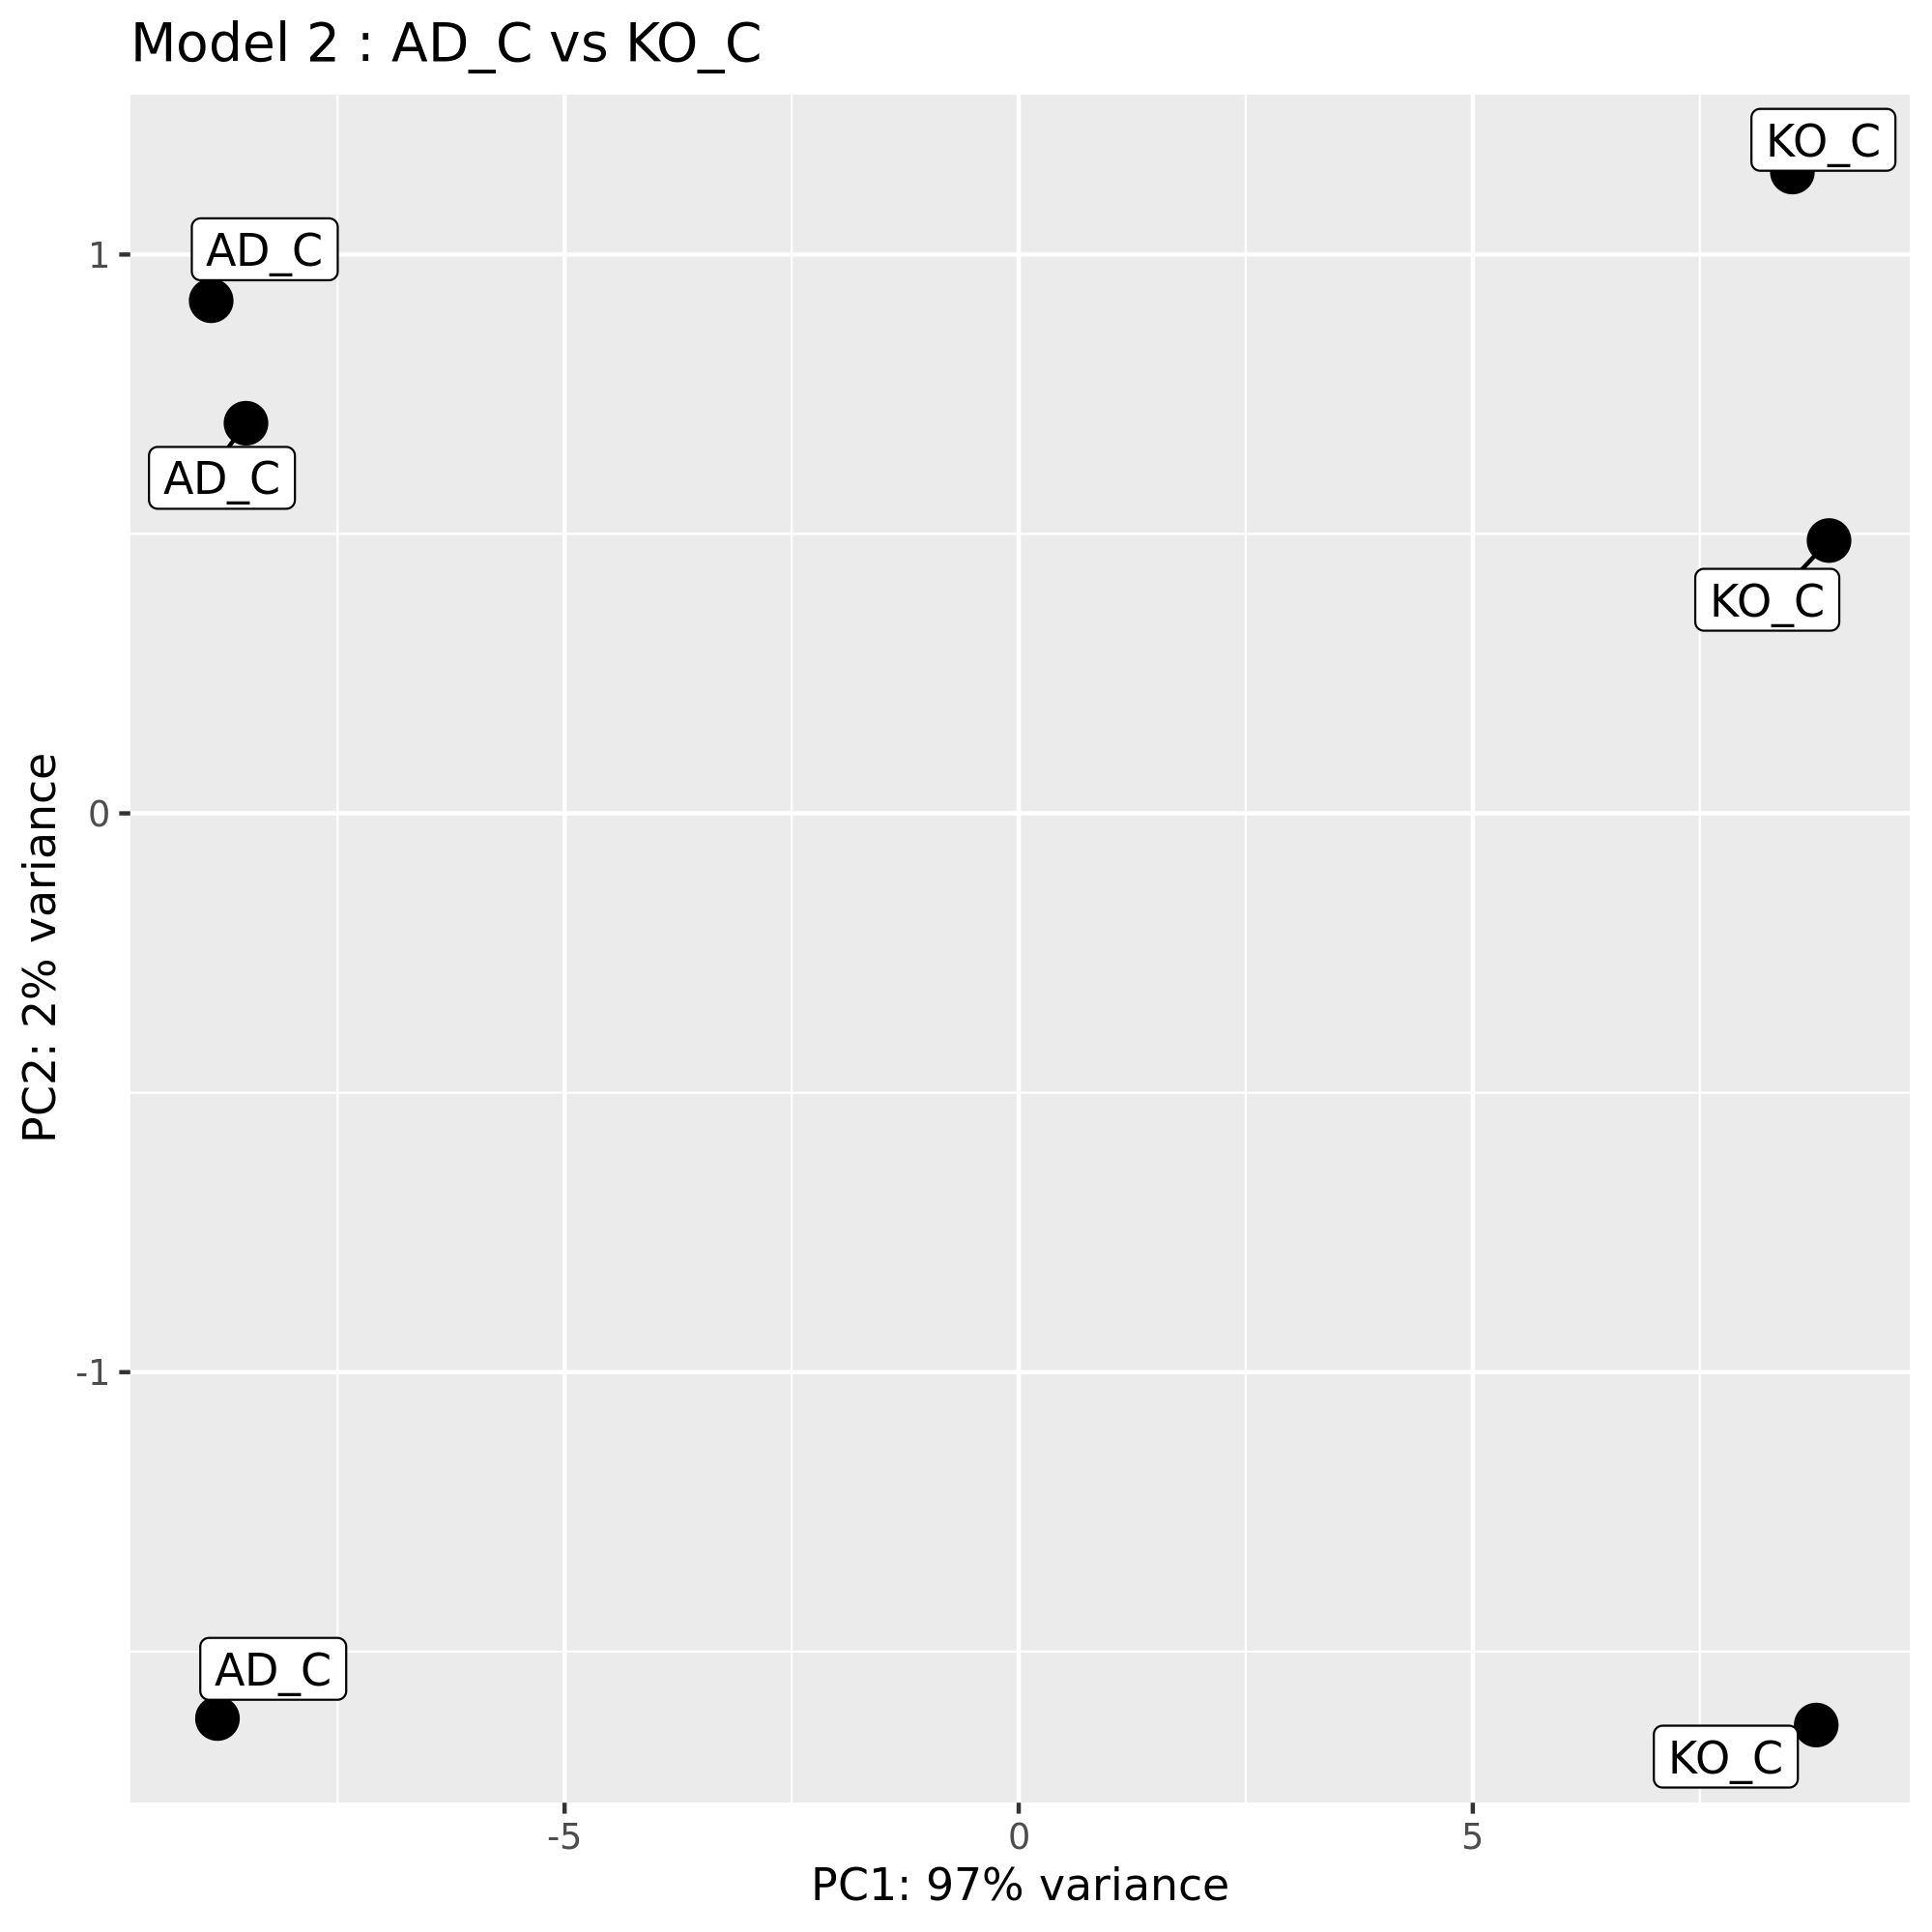 Model 2 : AD_C vs KO_C
KO_C
AD_C
1
AD_C
KO_C
PC2: 2% variance
0
-1
AD_C
KO_C
-5
0
5
PC1: 97% variance